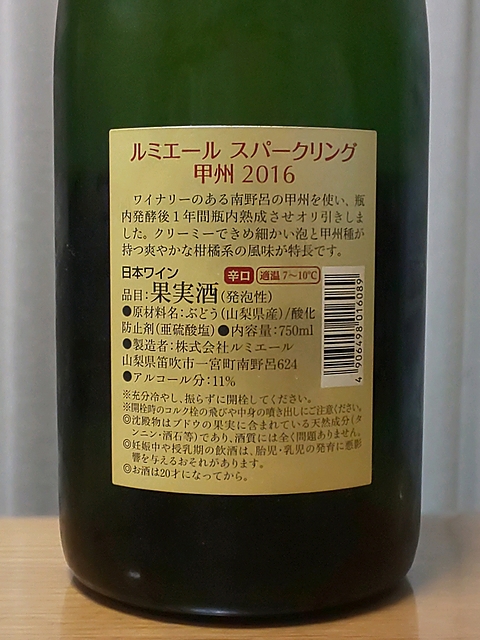 ルミエール スパークリング
甲州 2016
ワイナリーのある南野呂の甲州を使い、瓶
内発酵後1年間瓶内熟成させオリ引きしま
した。クリーミーできめ細かい泡と甲州種が
持つ爽やかな柑橘系の風味が特長です。
日本ワイン 辛口 適温 7~10℃
品目:果実酒(発泡性)
●原材料名:ぶどう(山梨県産)/酸化
防止剤(亜硫酸塩)●内容量:750ml
●製造者:株式会社ルミエール
山梨県笛吹市一宮町南野呂624
●アルコール分:11%
4 906498 016089
※充分冷やし、振らずに開栓してください。
※開栓時のコルク栓の飛びや中身の噴き出しにご注意ください。
◎沈殿物はブドウの果実に含まれている天然成分(タ
ンニン・酒石等)であり、酒質には全く問題ありません。
◎妊娠中や授乳期の飲酒は、胎児・乳児の発育に悪影
響を与えるおそれがあります。
◎お酒は20才になってから。